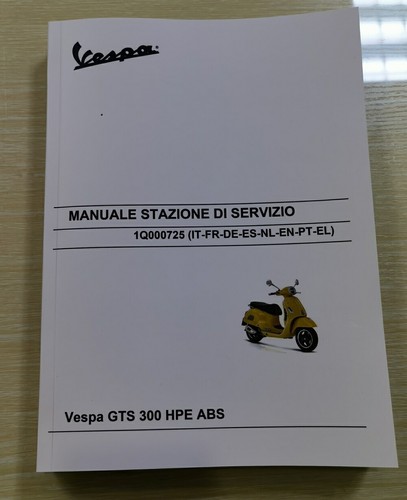 Vespa
MANUALE STAZIONE DI SERVIZIO
1Q000725 (IT-FR-DE-ES-NL-EN-PT-EL)
Vespa GTS 300 HPE ABS